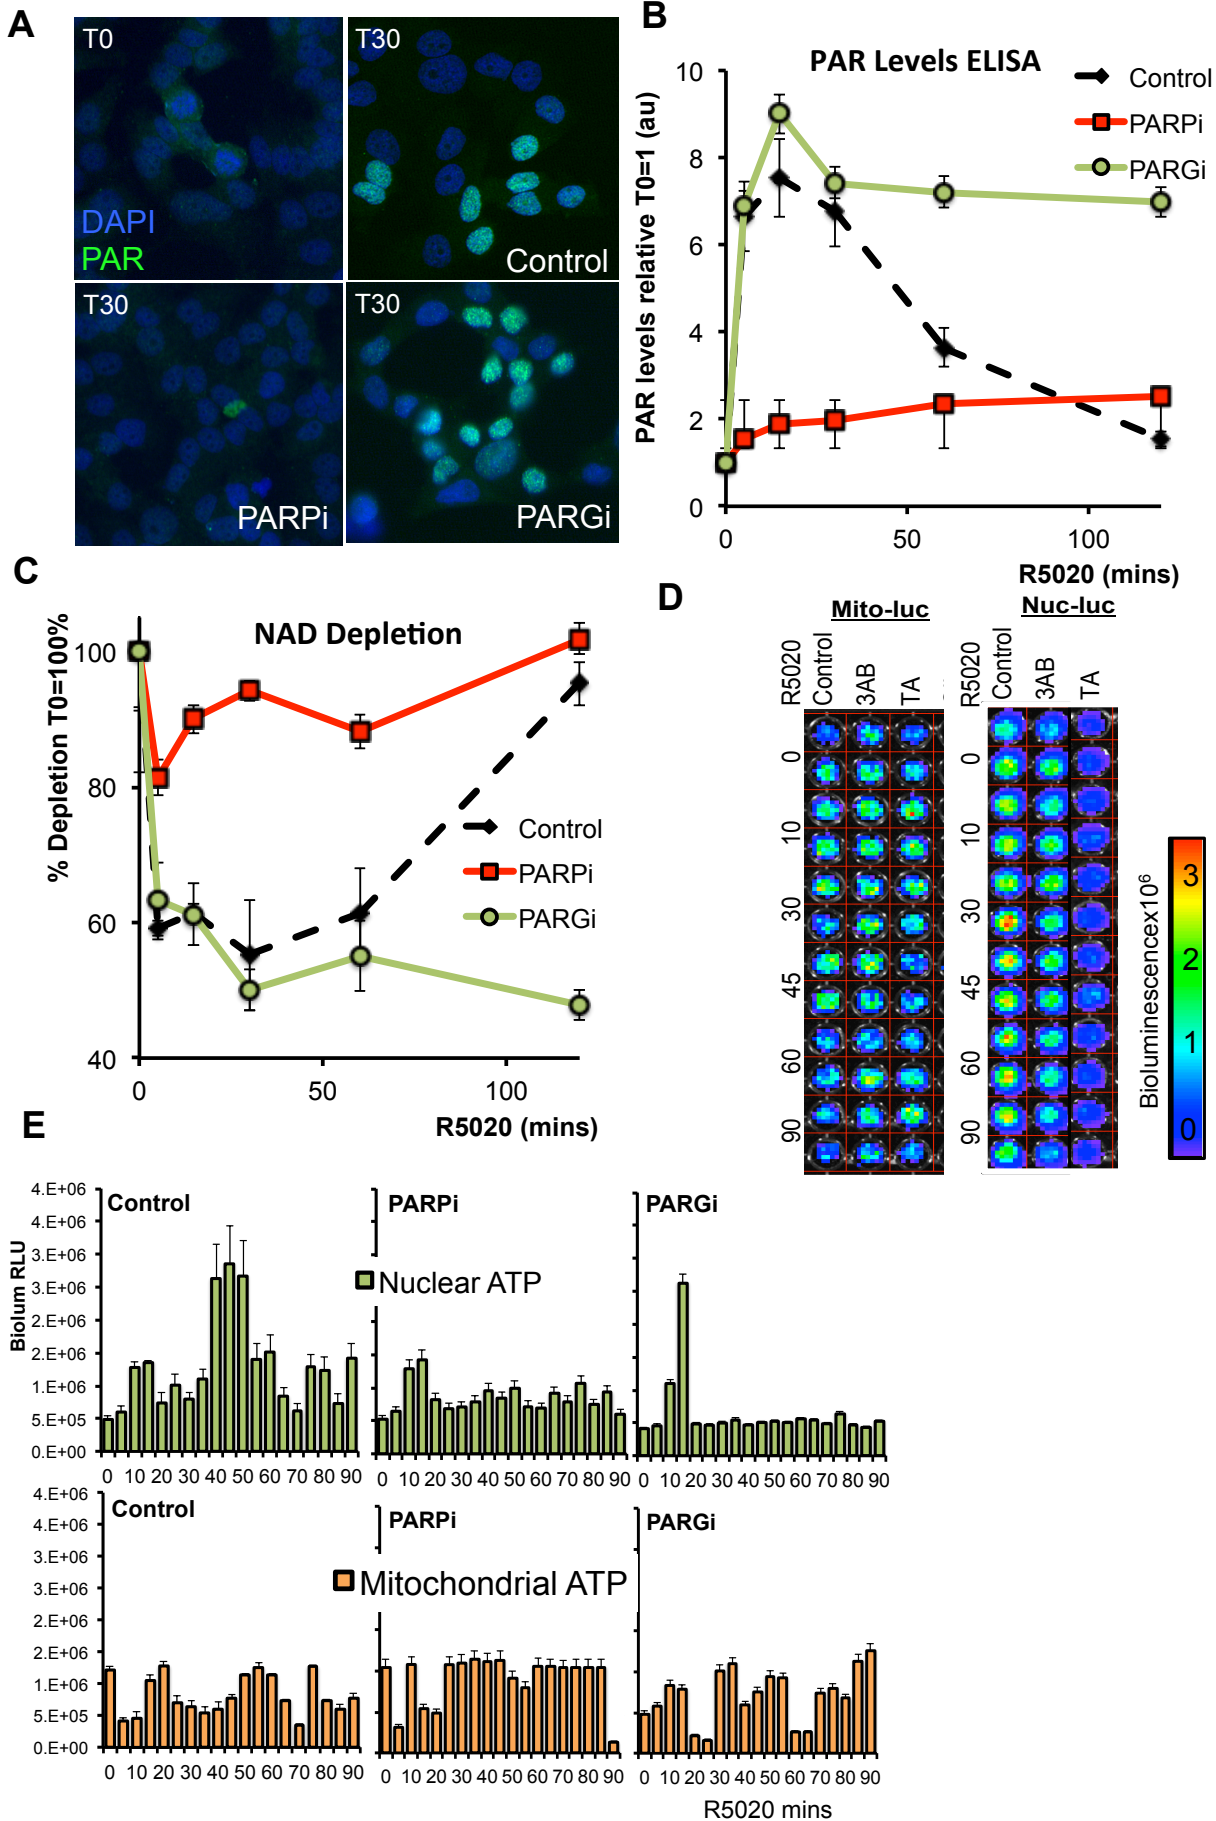 A
T0
DAPI
PAR
T30
Control
T30
PARPi
T30
PARGi
B
PAR Levels ELISA
PAR levels relative T0=1 (au)
10
8
6
4
2
0
0 50 100
R5020 (mins)
Control
PARPi
PARGi
C
NAD Depletion
% Depletion T0=100%
100
80
60
40
0 50 100
R5020 (mins)
Control
PARPi
PARGi
D
Mito-luc Nuc-luc
R5020 Control 3AB TA
R5020 Control 3AB TA
0
10
30
45
60
90
0
10
30
45
60
90
Bioluminescencex10⁶
3
2
1
0
E
Biolum RLU
4.E+06
4.E+06
3.E+06
3.E+06
2.E+06
2.E+06
1.E+06
5.E+05
0.E+00
Control
PARPi
PARGi
Nuclear ATP
0 10 20 30 40 50 60 70 90
0 10 20 30 40 50 60 70 80 90
0 10 20 30 40 50 60 70 80 90
4.E+06
4.E+06
3.E+06
3.E+06
2.E+06
2.E+06
1.E+06
5.E+05
0.E+00
Control
PARPi
PARGi
Mitochondrial ATP
0 10 20 30 40 50 60 70 80 90
0 10 20 30 40 50 60 70 80 90
0 10 20 30 40 50 60 70 80 90
R5020 mins